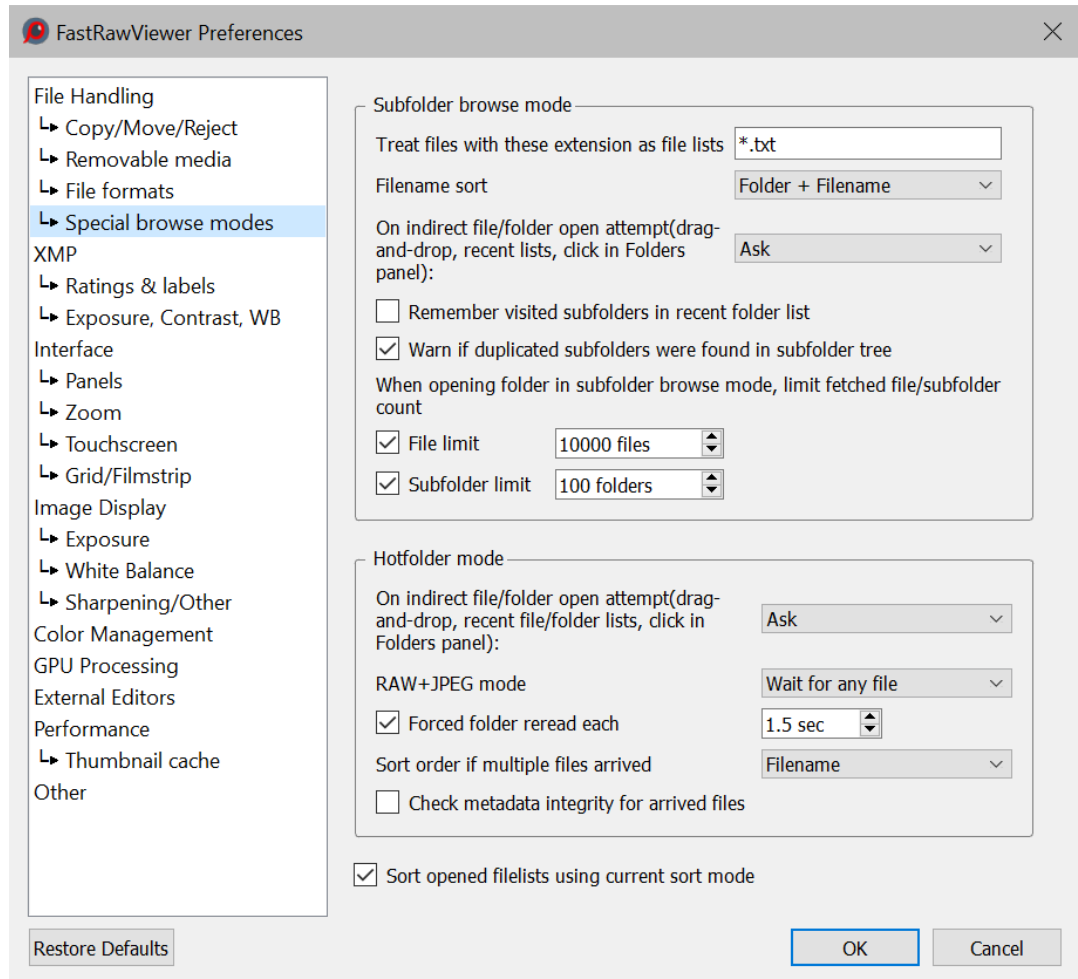 FastRawViewer Preferences
File Handling
Copy/Move/Reject
Removable media
File formats
Special browse modes
XMP
Ratings & labels
Exposure, Contrast, WB
Interface
Panels
Zoom
Touchscreen
Grid/Filmstrip
Image Display
Exposure
White Balance
Sharpening/Other
Color Management
GPU Processing
External Editors
Performance
Thumbnail cache
Other
Subfolder browse mode
Treat files with these extension as file lists *.txt
Filename sort Folder + Filename
On indirect file/folder open attempt(drag-
and-drop, recent lists, click in Folders Ask
panel):
Remember visited subfolders in recent folder list
Warn if duplicated subfolders were found in subfolder tree
When opening folder in subfolder browse mode, limit fetched file/subfolder
count
File limit 10000 files
Subfolder limit 100 folders
Hotfolder mode
On indirect file/folder open attempt(drag-
and-drop, recent file/folder lists, click in Ask
Folders panel):
RAW+JPEG mode Wait for any file
Forced folder reread each 1.5 sec
Sort order if multiple files arrived Filename
Check metadata integrity for arrived files
Sort opened filelists using current sort mode
Restore Defaults OK Cancel